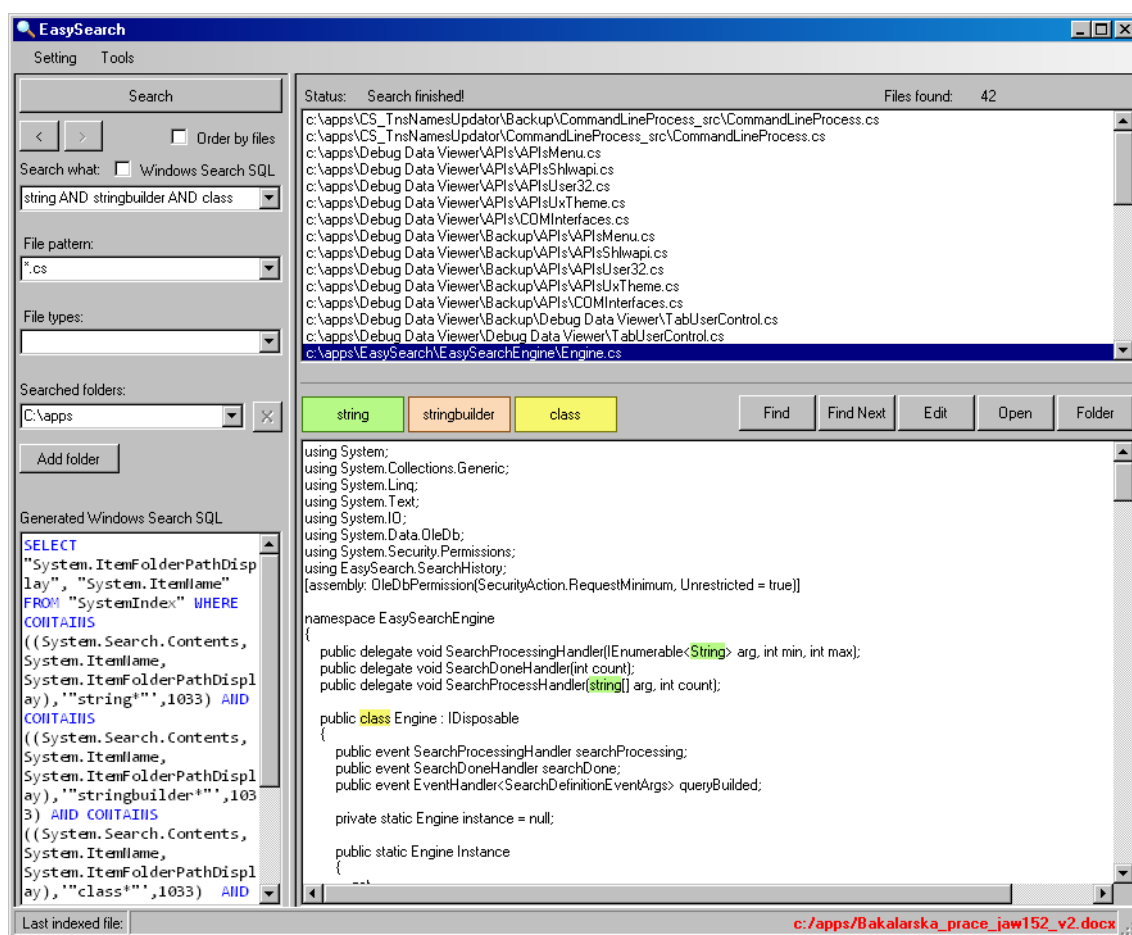 EasySearch
Setting Tools
Search
< >
Order by files
Search what: Windows Search SQL
string AND stringbuilder AND class
File pattern:
*.cs
File types:
Searched folders:
C:\apps
Add folder
Generated Windows Search SQL
SELECT
"System.ItemFolderPathDisp
lay", "System.ItemName"
FROM "SystemIndex" WHERE
CONTAINS
((System.Search.Contents,
System.ItemName,
System.ItemFolderPathDispl
ay),'"string*"',1033) AND
CONTAINS
((System.Search.Contents,
System.ItemName,
System.ItemFolderPathDispl
ay),'"stringbuilder*"',103
3) AND CONTAINS
((System.Search.Contents,
System.ItemName,
System.ItemFolderPathDispl
ay),'"class*"',1033) AND
Status: Search finished! Files found: 42
c:\apps\CS_TnsNamesUpdator\Backup\CommandLineProcess_src\CommandLineProcess.cs
c:\apps\CS_TnsNamesUpdator\CommandLineProcess_src\CommandLineProcess.cs
c:\apps\Debug Data Viewer\APIs\APIsMenu.cs
c:\apps\Debug Data Viewer\APIs\APIsShlwapi.cs
c:\apps\Debug Data Viewer\APIs\APIsUser32.cs
c:\apps\Debug Data Viewer\APIs\APIsUxTheme.cs
c:\apps\Debug Data Viewer\APIs\COMInterfaces.cs
c:\apps\Debug Data Viewer\Backup\APIs\APIsMenu.cs
c:\apps\Debug Data Viewer\Backup\APIs\APIsShlwapi.cs
c:\apps\Debug Data Viewer\Backup\APIs\APIsUser32.cs
c:\apps\Debug Data Viewer\Backup\APIs\APIsUxTheme.cs
c:\apps\Debug Data Viewer\Backup\APIs\COMInterfaces.cs
c:\apps\Debug Data Viewer\Backup\Debug Data Viewer\TabUserControl.cs
c:\apps\Debug Data Viewer\Debug Data Viewer\TabUserControl.cs
c:\apps\EasySearch\EasySearchEngine\Engine.cs
string stringbuilder class Find Find Next Edit Open Folder
using System;
using System.Collections.Generic;
using System.Linq;
using System.Text;
using System.IO;
using System.Data.OleDb;
using System.Security.Permissions;
using EasySearch.SearchHistory;
[assembly: OleDbPermission(SecurityAction.RequestMinimum, Unrestricted = true)]
namespace EasySearchEngine
{
public delegate void SearchProcessingHandler(IEnumerable<String> arg, int min, int max);
public delegate void SearchDoneHandler(int count);
public delegate void SearchProcessHandler(string[] arg, int count);
public class Engine : IDisposable
{
public event SearchProcessingHandler searchProcessing;
public event SearchDoneHandler searchDone;
public event EventHandler<SearchDefinitionEventArgs> queryBuilded;
private static Engine instance = null;
public static Engine Instance
{
Last indexed file: c:/apps/Bakalarska_prace_jaw152_v2.docx